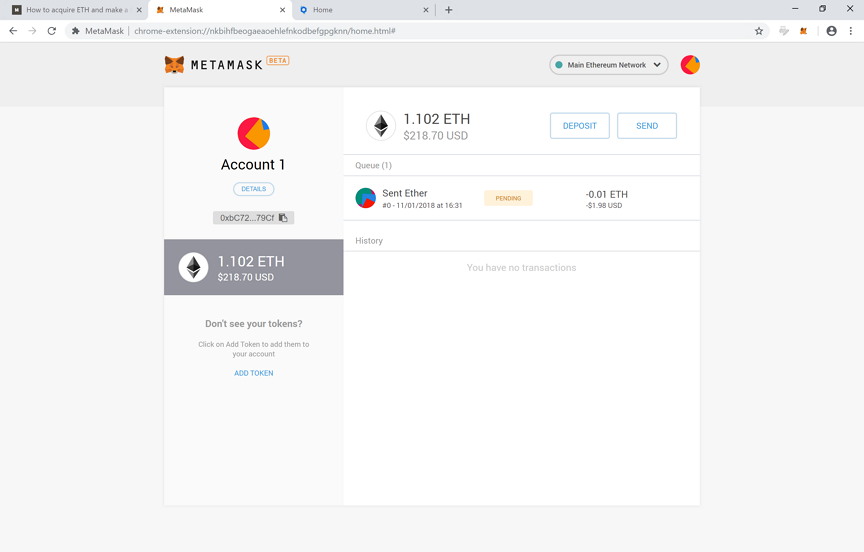 How to acquire ETH and make a
MetaMask
Home
MetaMask
chrome-extension://nkbihfbeogaeaoehlefnkodbefgpgknn/home.html#
METAMASK
BETA
Main Ethereum Network
Account 1
DETAILS
0xbC72...79Cf
1.102 ETH
$218.70 USD
Don't see your tokens?
Click on Add Token to add them to
your account
ADD TOKEN
1.102 ETH
$218.70 USD
DEPOSIT
SEND
Queue (1)
Sent Ether
#0 - 11/01/2018 at 16:31
PENDING
-0.01 ETH
-$1.98 USD
History
You have no transactions